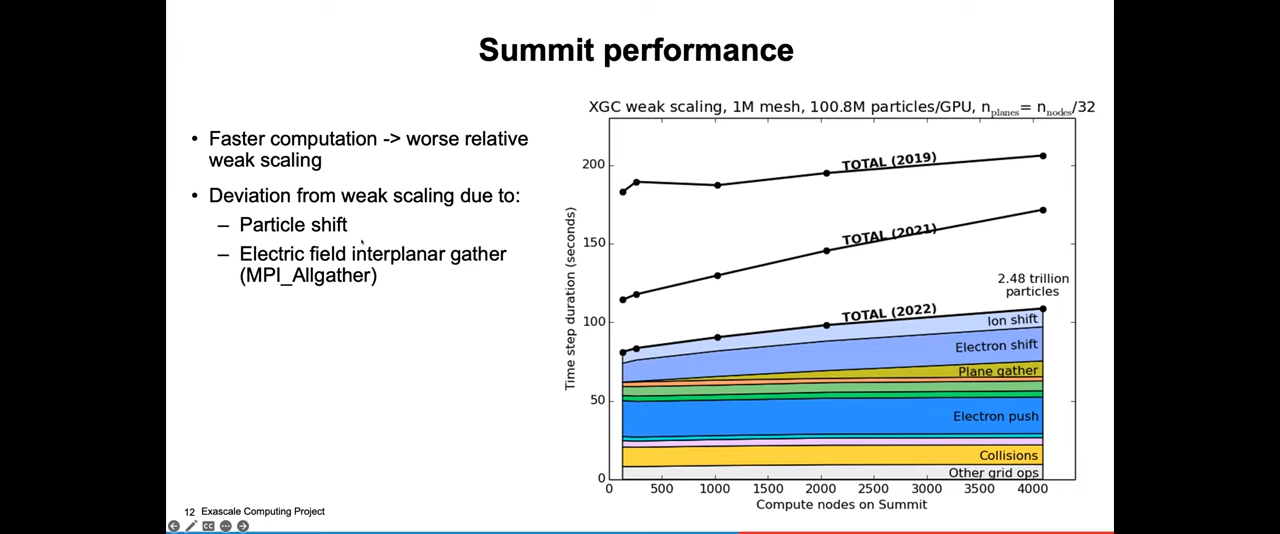 Summit performance
• Faster computation -> worse relative
weak scaling
• Deviation from weak scaling due to:
– Particle shift
– Electric field interplanar gather
(MPI_Allgather)
XGC weak scaling, 1M mesh, 100.8M particles/GPU, n_planes = n_nodes/32
Time step duration (seconds)
200
150
100
50
0
TOTAL (2019)
TOTAL (2021)
2.48 trillion
particles
TOTAL (2022)
Ion shift
Electron shift
Plane gather
Electron push
Collisions
Other grid ops
0 500 1000 1500 2000 2500 3000 3500 4000
Compute nodes on Summit
12 Exascale Computing Project
CC